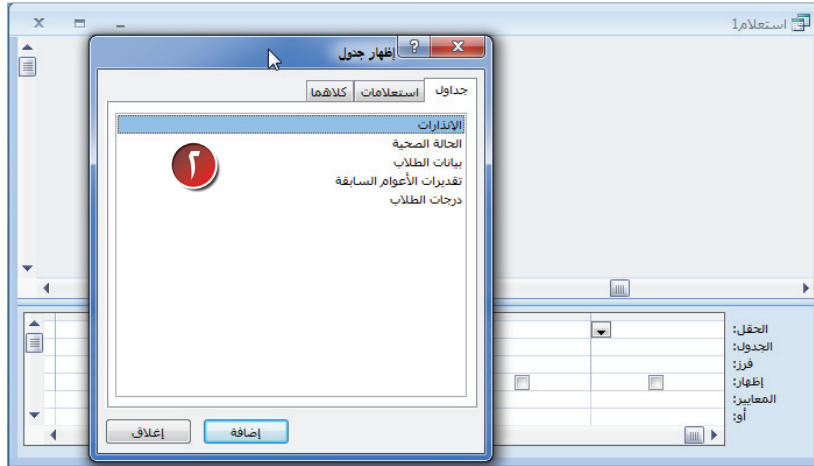 استعلام1
إظهار جدول
جداول استعلامات كلاهما
الإنذارات
الحالة الصحية
بيانات الطلاب
تقديرات الأعوام السابقة
درجات الطلاب
٢
إضافة إغلاق
الحقل:
الجدول:
فرز:
إظهار:
المعايير:
أو: